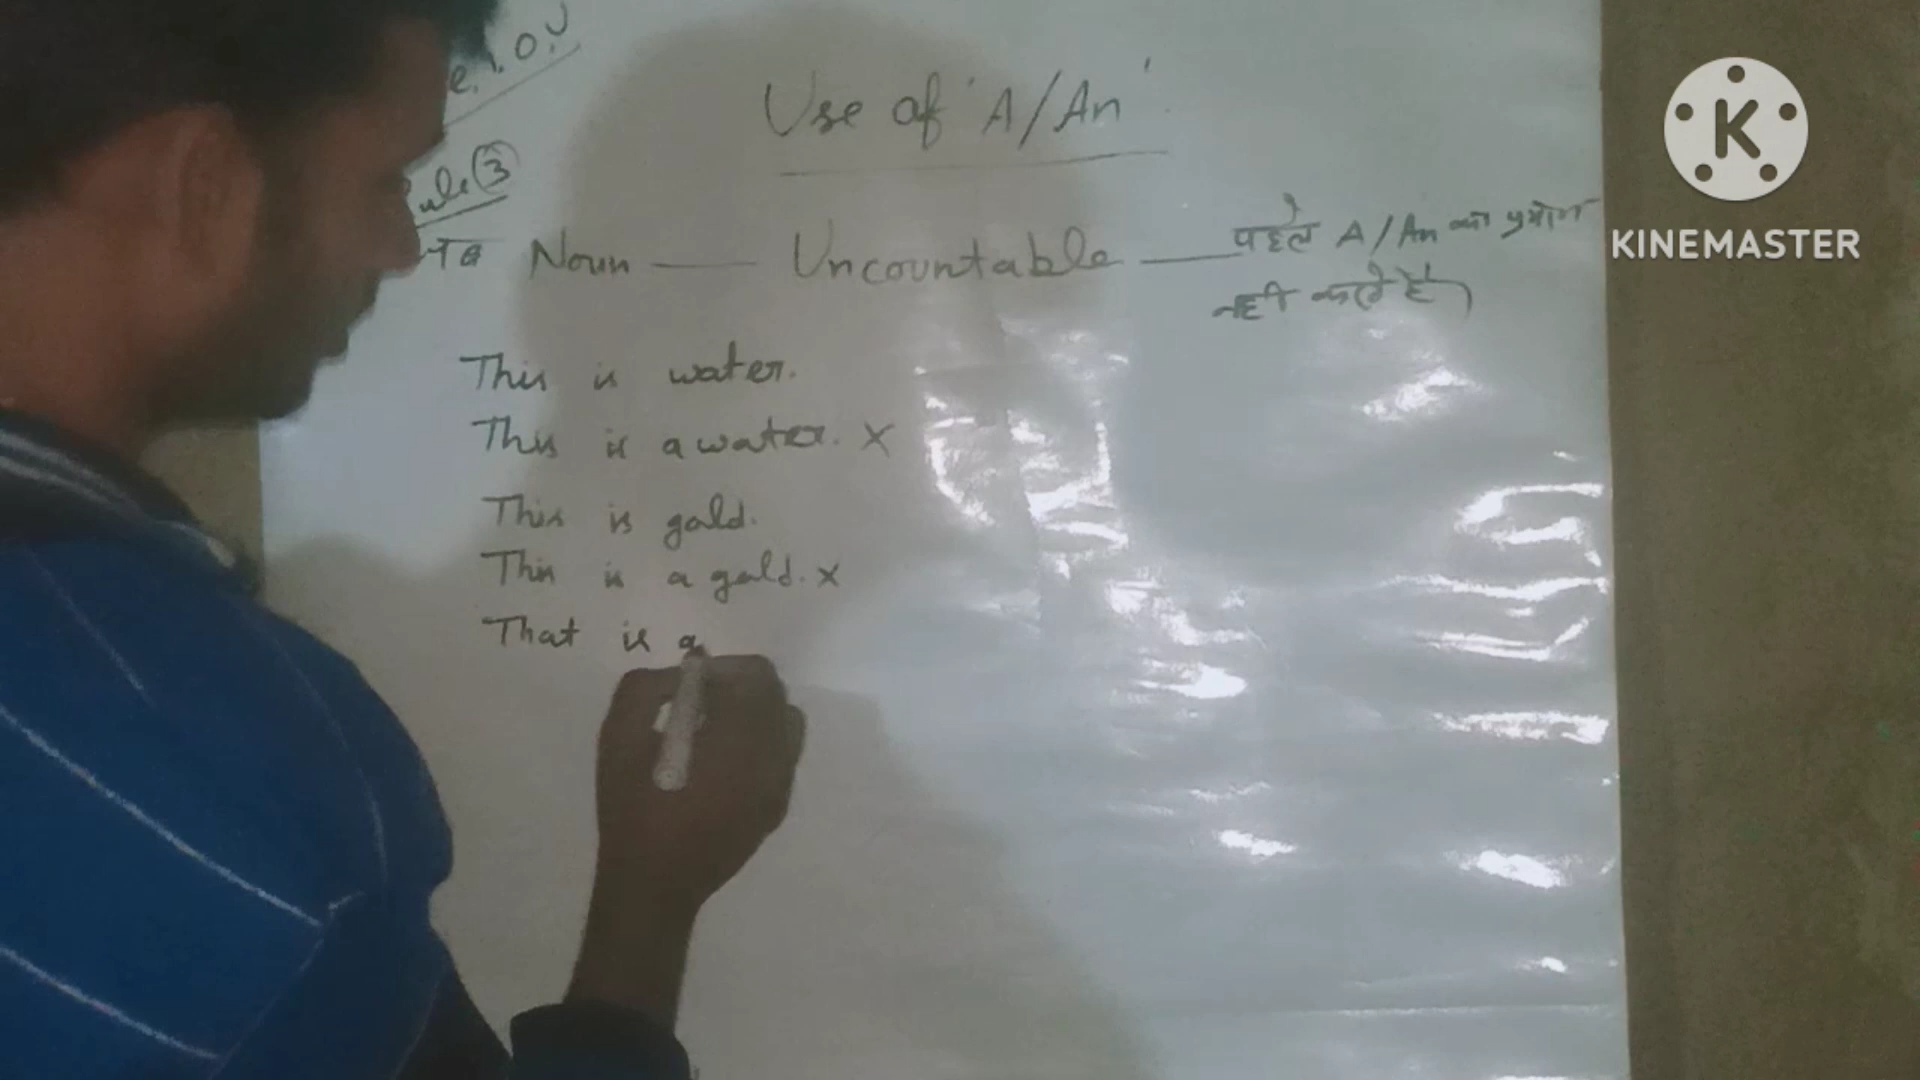 Use of 'A/An'
Rule ③
जब Noun — Uncountable — पहले A/An का प्रयोग
नहीं करते हैं।
This is water.
This is a water. x
This is gold.
This is a gold. x
That is a
K
KINEMASTER